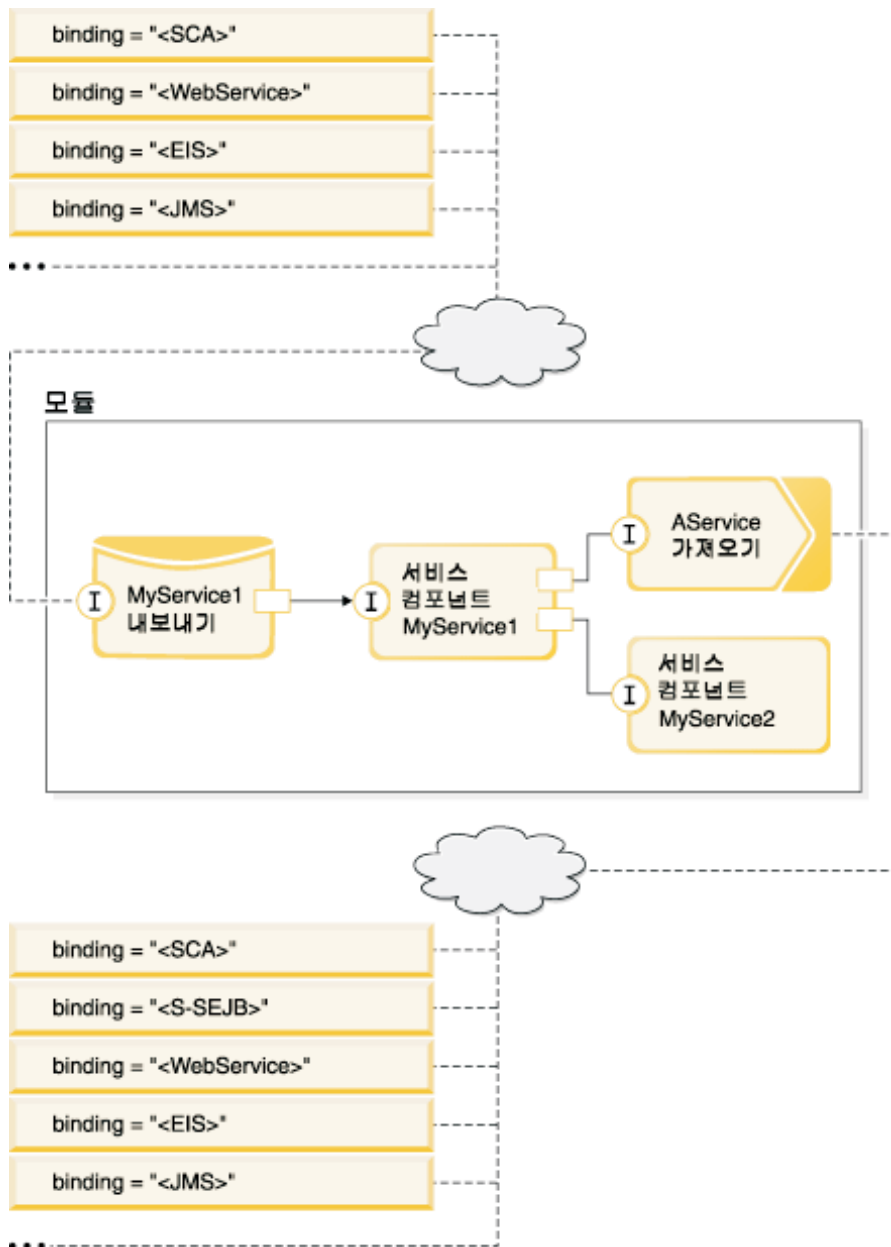 binding = "<SCA>"
binding = "<WebService>"
binding = "<EIS>"
binding = "<JMS>"
•••
모듈
I
MyService1
내보내기
I
서비스
컴포넌트
MyService1
I
AService
가져오기
I
서비스
컴포넌트
MyService2
binding = "<SCA>"
binding = "<S-SEJB>"
binding = "<WebService>"
binding = "<EIS>"
binding = "<JMS>"
•••